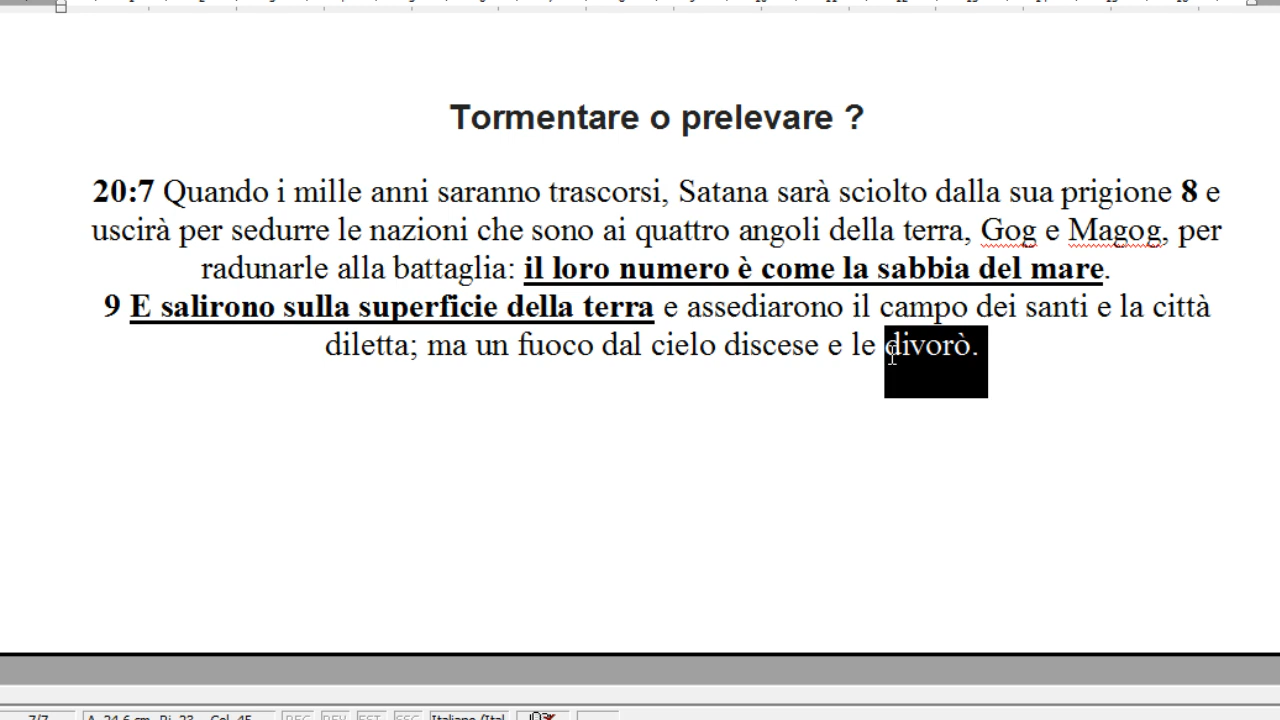 Tormentare o prelevare ?
20:7 Quando i mille anni saranno trascorsi, Satana sarà sciolto dalla sua prigione 8 e
uscirà per sedurre le nazioni che sono ai quattro angoli della terra, Gog e Magog, per
radunarle alla battaglia: il loro numero è come la sabbia del mare.
9 E salirono sulla superficie della terra e assediarono il campo dei santi e la città
diletta; ma un fuoco dal cielo discese e le divorò.
7/7